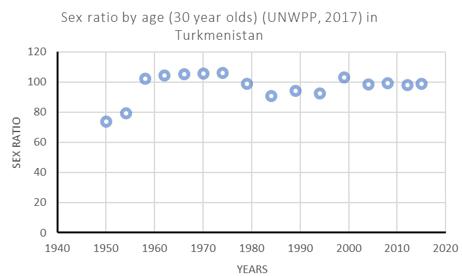 Sex ratio by age (30 year olds) (UNWPP, 2017) in
Turkmenistan
120
100
80
60
40
20
0
SEX RATIO
1940 1950 1960 1970 1980 1990 2000 2010 2020
YEARS